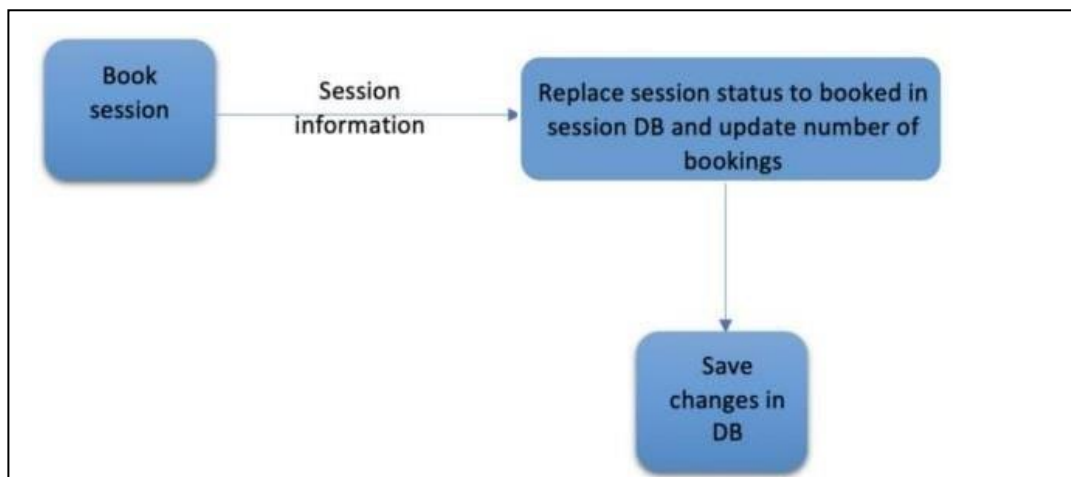 Book
session
Session
information
Replace session status to booked in
session DB and update number of
bookings
Save
changes in
DB